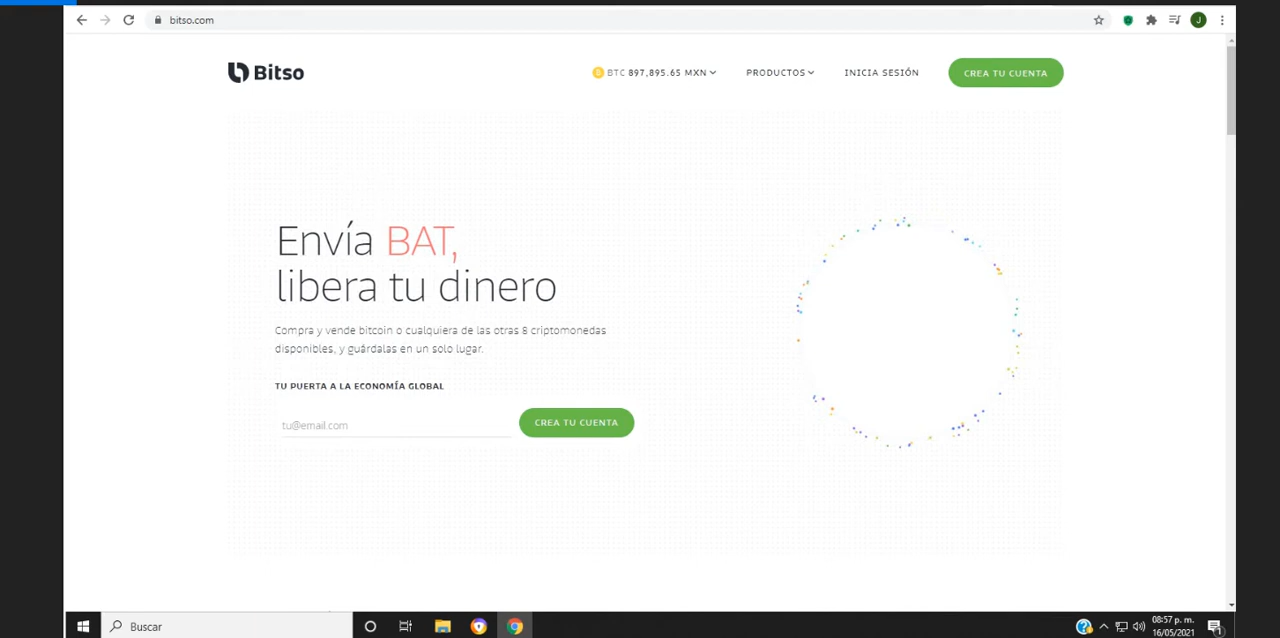 bitso.com
J
Bitso
BTC 897,895.65 MXN
PRODUCTOS
INICIA SESIÓN
CREA TU CUENTA
Envía BAT,
libera tu dinero
Compra y vende bitcoin o cualquiera de las otras 8 criptomonedas
disponibles, y guárdalas en un solo lugar.
TU PUERTA A LA ECONOMÍA GLOBAL
tu@email.com
CREA TU CUENTA
Buscar
08:57 p. m.
16/05/2021
1